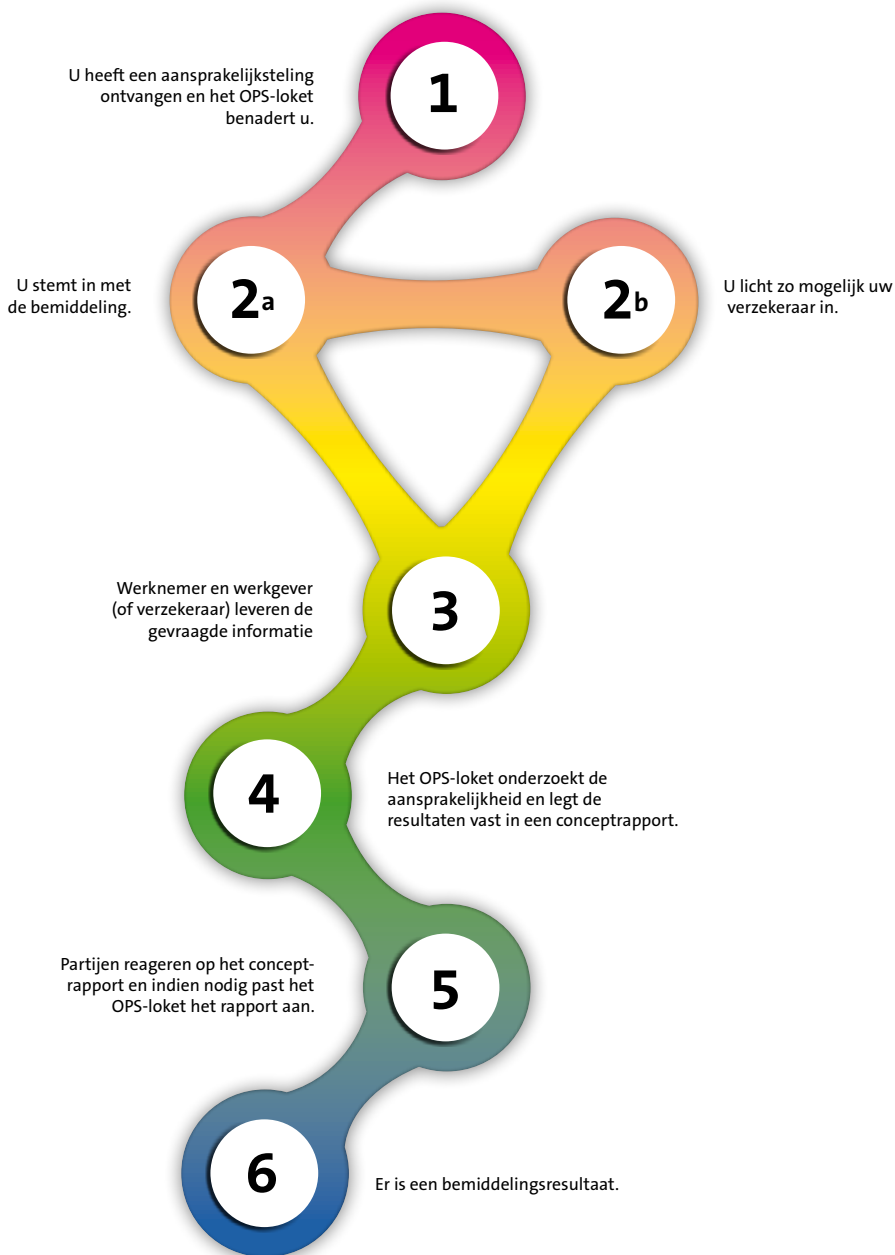 U heeft een aansprakelijksteling
ontvangen en het OPS-loket
benadert u.
1
U stemt in met
de bemiddeling.
2a
2b
U licht zo mogelijk uw
verzekeraar in.
Werknemer en werkgever
(of verzekeraar) leveren de
gevraagde informatie
3
4
Het OPS-loket onderzoekt de
aansprakelijkheid en legt de
resultaten vast in een conceptrapport.
Partijen reageren op het concept-
rapport en indien nodig past het
OPS-loket het rapport aan.
5
6
Er is een bemiddelingsresultaat.